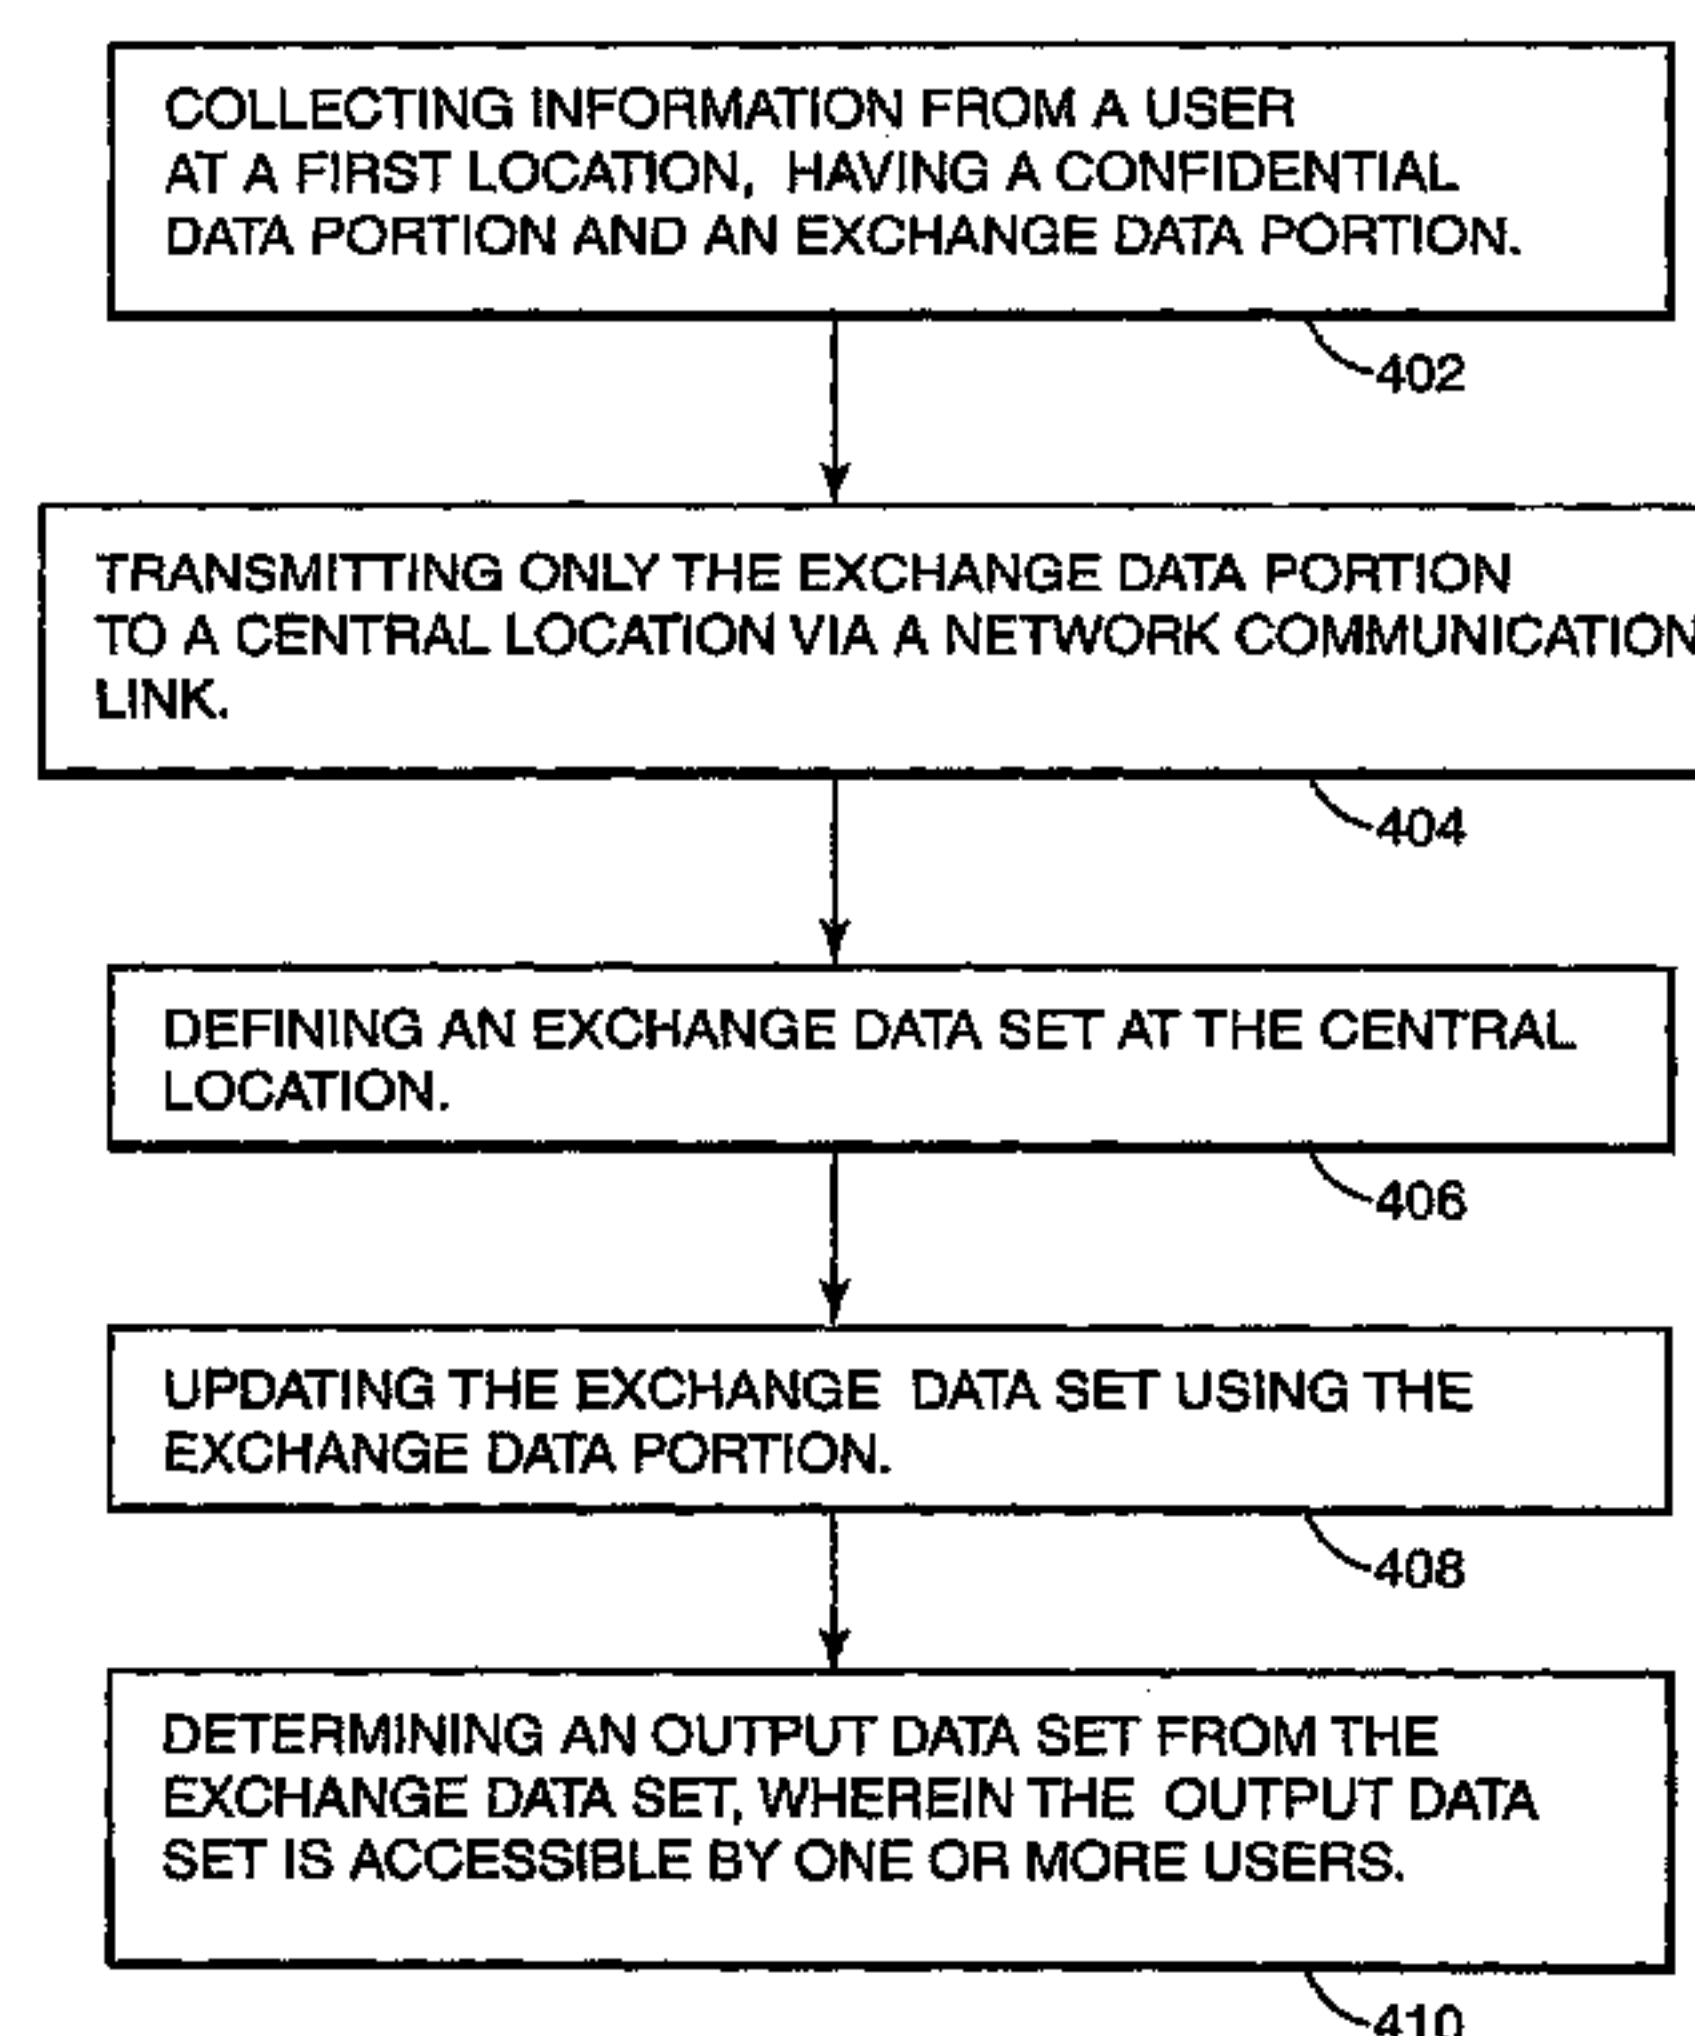 COLLECTING INFORMATION FROM A USER
AT A FIRST LOCATION, HAVING A CONFIDENTIAL
DATA PORTION AND AN EXCHANGE DATA PORTION.
402
TRANSMITTING ONLY THE EXCHANGE DATA PORTION
TO A CENTRAL LOCATION VIA A NETWORK COMMUNICATION
LINK.
404
DEFINING AN EXCHANGE DATA SET AT THE CENTRAL
LOCATION.
406
UPDATING THE EXCHANGE DATA SET USING THE
EXCHANGE DATA PORTION.
408
DETERMINING AN OUTPUT DATA SET FROM THE
EXCHANGE DATA SET, WHEREIN THE OUTPUT DATA
SET IS ACCESSIBLE BY ONE OR MORE USERS.
410